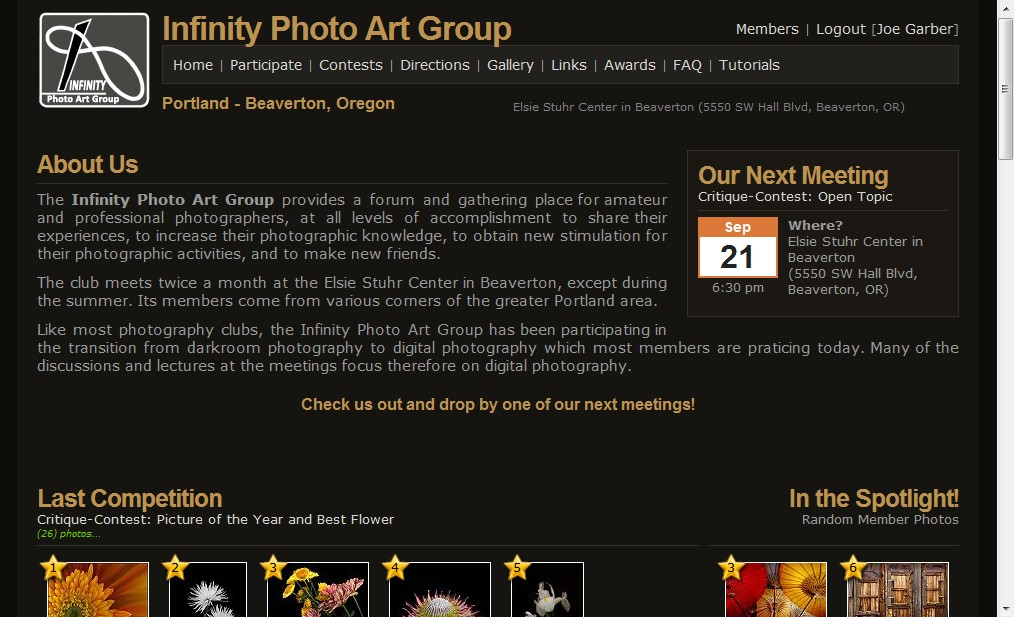 INFINITY
Photo Art Group
Infinity Photo Art Group
Members | Logout [Joe Garber]
Home | Participate | Contests | Directions | Gallery | Links | Awards | FAQ | Tutorials
Portland - Beaverton, Oregon
Elsie Stuhr Center in Beaverton (5550 SW Hall Blvd, Beaverton, OR)
About Us
The Infinity Photo Art Group provides a forum and gathering place for amateur
and professional photographers, at all levels of accomplishment to share their
experiences, to increase their photographic knowledge, to obtain new stimulation for
their photographic activities, and to make new friends.
The club meets twice a month at the Elsie Stuhr Center in Beaverton, except during
the summer. Its members come from various corners of the greater Portland area.
Like most photography clubs, the Infinity Photo Art Group has been participating in
the transition from darkroom photography to digital photography which most members are praticing today. Many of the
discussions and lectures at the meetings focus therefore on digital photography.
Our Next Meeting
Critique-Contest: Open Topic
Sep
21
6:30 pm
Where?
Elsie Stuhr Center in
Beaverton
(5550 SW Hall Blvd,
Beaverton, OR)
Check us out and drop by one of our next meetings!
Last Competition
Critique-Contest: Picture of the Year and Best Flower
(26) photos...
1 2 3 4 5
In the Spotlight!
Random Member Photos
3 6